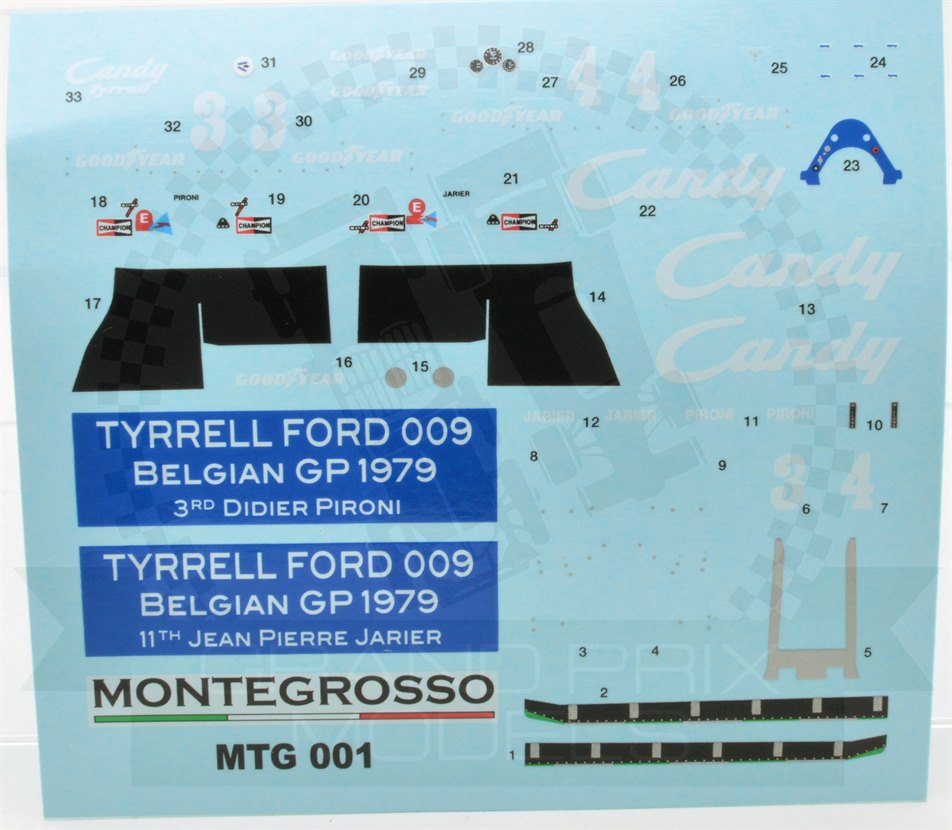 Candy
tyrrell
33
31
GOODYEAR
GOODYEAR
29
28
27
4
4
26
25
24
32
3
3
30
GOODYEAR
GOODYEAR
GOODYEAR
GOODYEAR
23
Candy
22
18
CHAMPION
E
PIRONI
19
CHAMPION
20
CHAMPION
E
JARIER
21
CHAMPION
Candy
13
Candy
17
14
16
15
GOODYEAR
JARIER
JARIER
PIRONI
PIRONI
12
11
10
8
9
3
4
6
7
TYRRELL FORD 009
BELGIAN GP 1979
3RD DIDIER PIRONI
TYRRELL FORD 009
BELGIAN GP 1979
11TH JEAN PIERRE JARIER
3
4
5
2
1
MONTEGROSSO
MTG 001
GRAND PRIX
MODELS